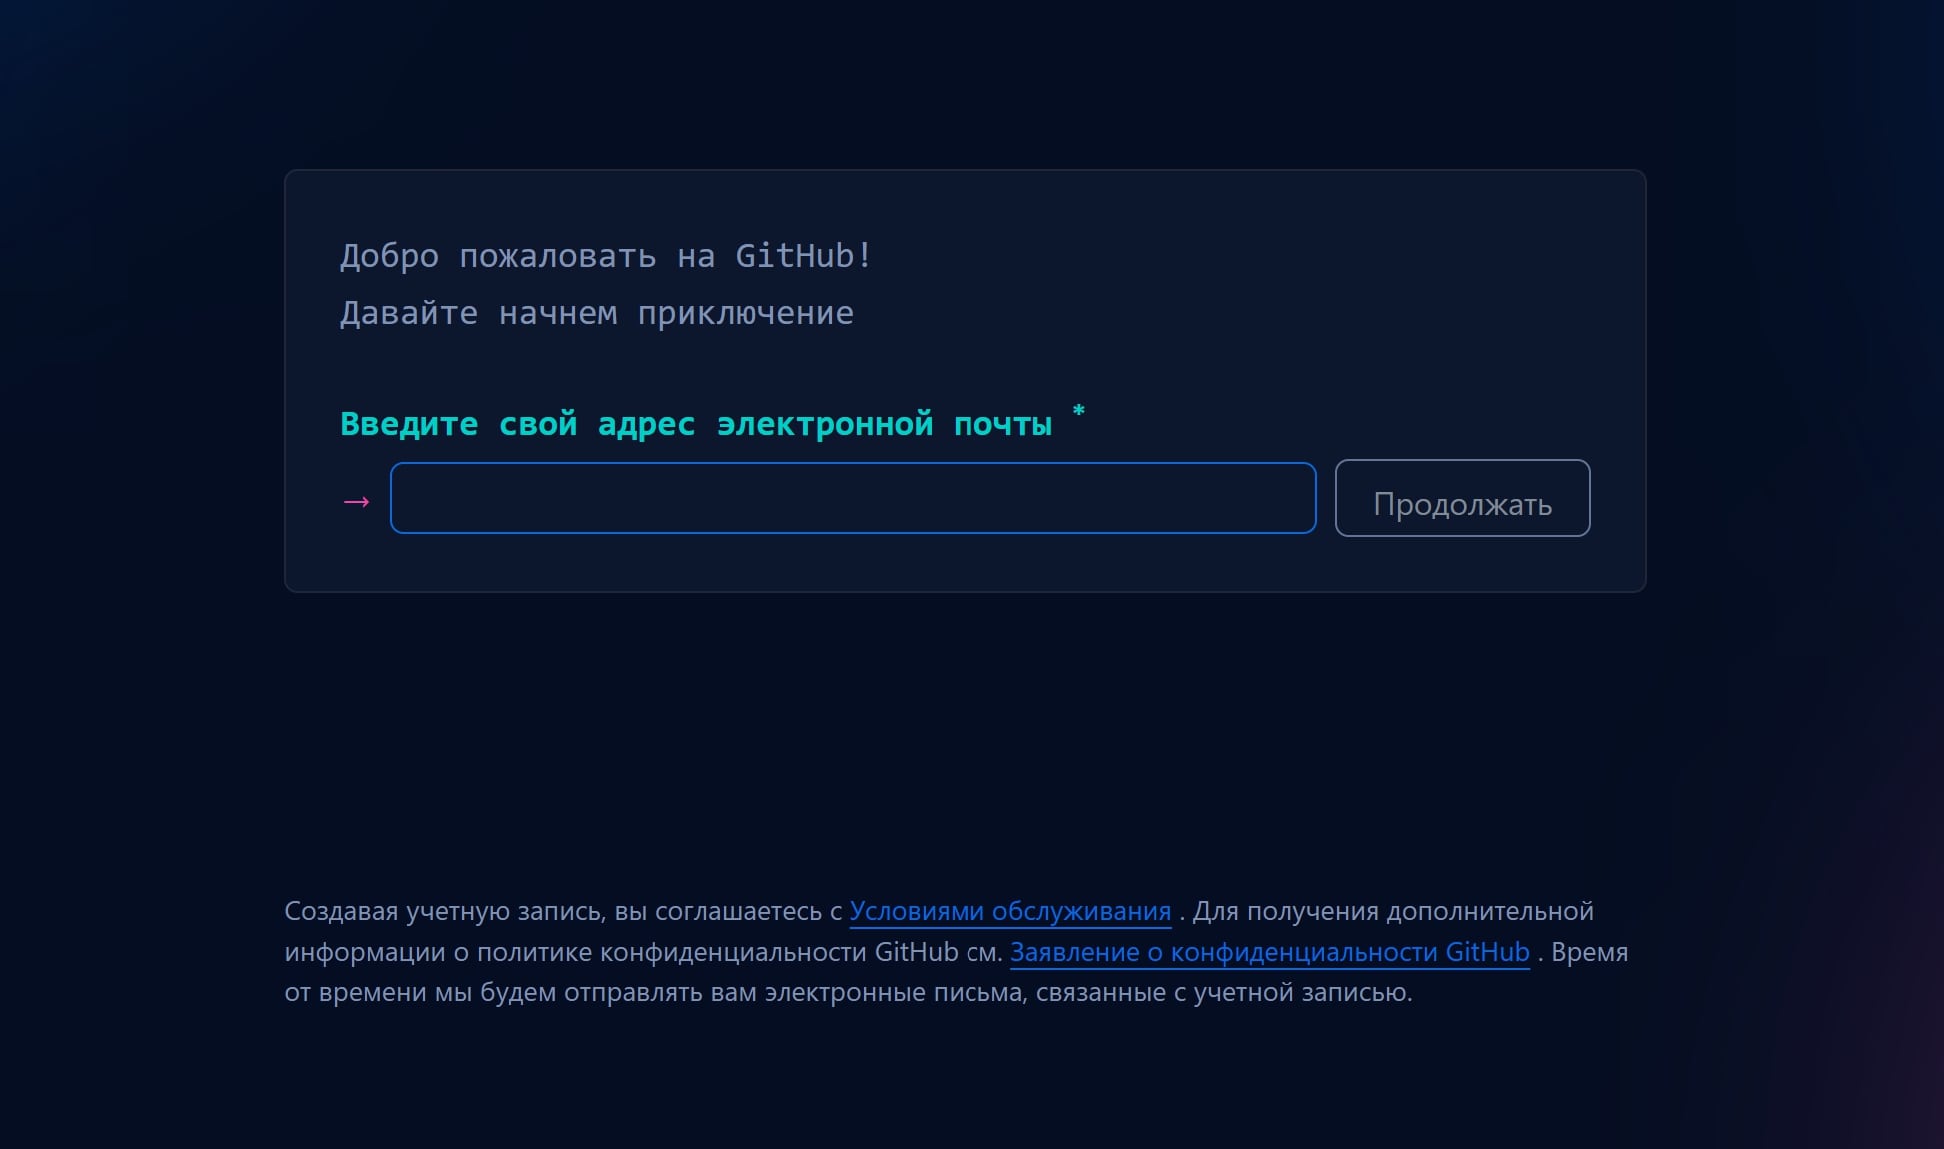 Добро пожаловать на GitHub!
Давайте начнем приключение
Введите свой адрес электронной почты *
→
Продолжать
Создавая учетную запись, вы соглашаетесь с Условиями обслуживания . Для получения дополнительной
информации о политике конфиденциальности GitHub см. Заявление о конфиденциальности GitHub . Время
от времени мы будем отправлять вам электронные письма, связанные с учетной записью.